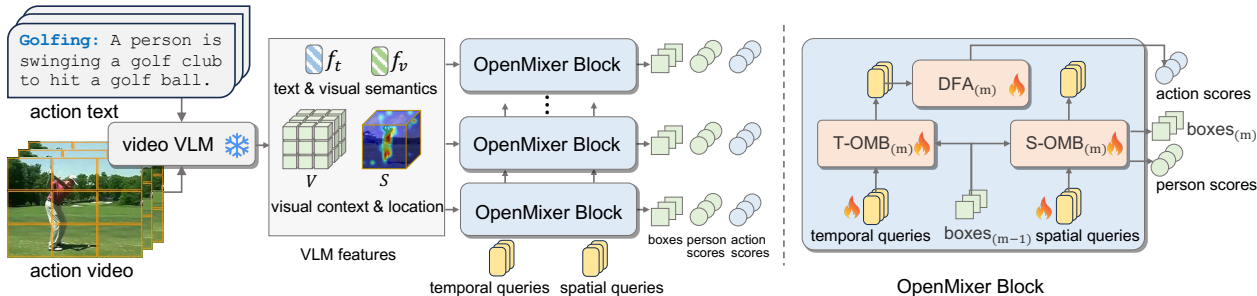 Golfing: A person is
swinging a golf club
to hit a golf ball.
action text
video VLM
action video
f_t
f_v
text & visual semantics
V
S
visual context & location
VLM features
OpenMixer Block
OpenMixer Block
OpenMixer Block
boxes
person
scores
action
scores
temporal queries
spatial queries
DFA(m)
action scores
T-OMB(m)
S-OMB(m)
boxes(m)
person scores
temporal queries
boxes(m−1)
spatial queries
OpenMixer Block